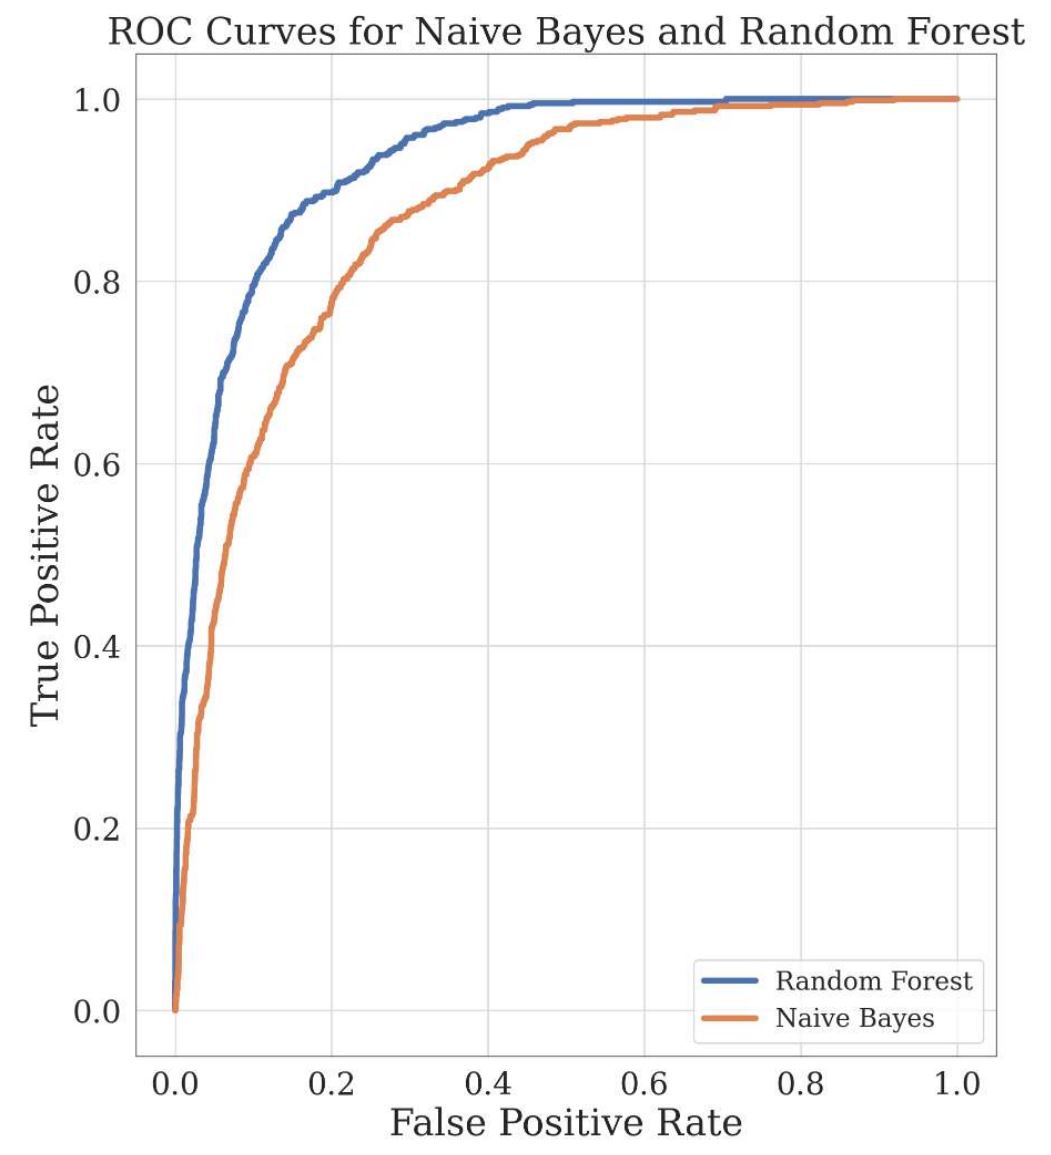 ROC Curves for Naive Bayes and Random Forest
True Positive Rate
1.0
0.8
0.6
0.4
0.2
0.0
Random Forest
Naive Bayes
0.0 0.2 0.4 0.6 0.8 1.0
False Positive Rate